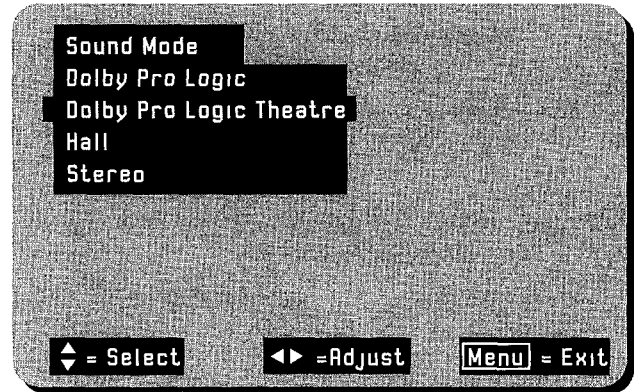 Sound Mode
Dolby Pro Logic
Dolby Pro Logic Theatre
Hall
Stereo
= Select ◄► =Adjust Menu = Exit